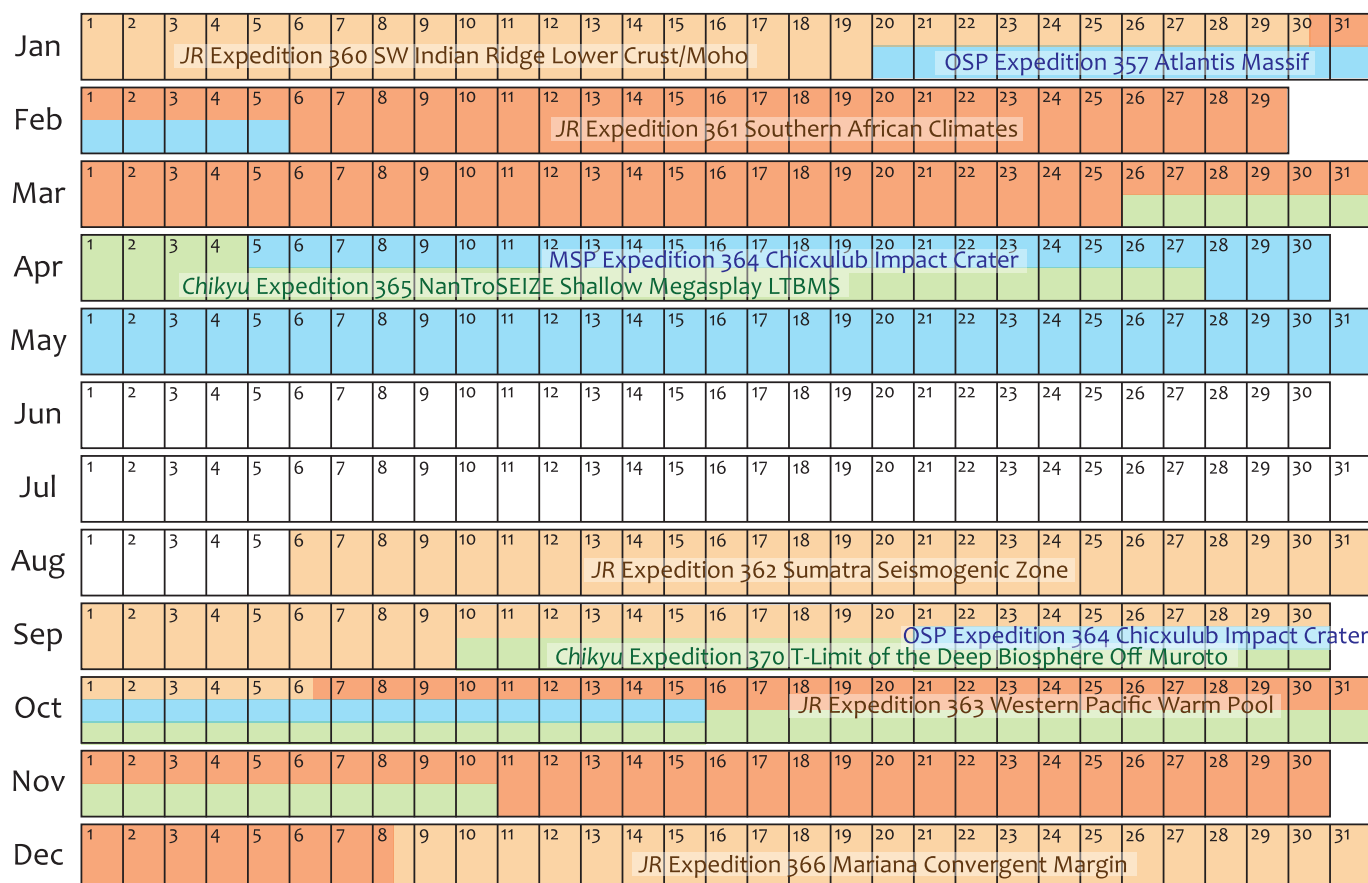 Jan 1 2 3 4 5 6 7 8 9 10 11 12 13 14 15 16 17 18 19 20 21 22 23 24 25 26 27 28 29 30 31
JR Expedition 360 SW Indian Ridge Lower Crust/Moho
OSP Expedition 357 Atlantis Massif
Feb 1 2 3 4 5 6 7 8 9 10 11 12 13 14 15 16 17 18 19 20 21 22 23 24 25 26 27 28 29
JR Expedition 361 Southern African Climates
Mar 1 2 3 4 5 6 7 8 9 10 11 12 13 14 15 16 17 18 19 20 21 22 23 24 25 26 27 28 29 30 31
Apr 1 2 3 4 5 6 7 8 9 10 11 12 13 14 15 16 17 18 19 20 21 22 23 24 25 26 27 28 29 30
MSP Expedition 364 Chicxulub Impact Crater
Chikyu Expedition 365 NanTroSEIZE Shallow Megasplay LTBMS
May 1 2 3 4 5 6 7 8 9 10 11 12 13 14 15 16 17 18 19 20 21 22 23 24 25 26 27 28 29 30 31
Jun 1 2 3 4 5 6 7 8 9 10 11 12 13 14 15 16 17 18 19 20 21 22 23 24 25 26 27 28 29 30
Jul 1 2 3 4 5 6 7 8 9 10 11 12 13 14 15 16 17 18 19 20 21 22 23 24 25 26 27 28 29 30 31
Aug 1 2 3 4 5 6 7 8 9 10 11 12 13 14 15 16 17 18 19 20 21 22 23 24 25 26 27 28 29 30 31
JR Expedition 362 Sumatra Seismogenic Zone
Sep 1 2 3 4 5 6 7 8 9 10 11 12 13 14 15 16 17 18 19 20 21 22 23 24 25 26 27 28 29 30
OSP Expedition 364 Chicxulub Impact Crater
Chikyu Expedition 370 T-Limit of the Deep Biosphere Off Muroto
Oct 1 2 3 4 5 6 7 8 9 10 11 12 13 14 15 16 17 18 19 20 21 22 23 24 25 26 27 28 29 30 31
JR Expedition 363 Western Pacific Warm Pool
Nov 1 2 3 4 5 6 7 8 9 10 11 12 13 14 15 16 17 18 19 20 21 22 23 24 25 26 27 28 29 30
Dec 1 2 3 4 5 6 7 8 9 10 11 12 13 14 15 16 17 18 19 20 21 22 23 24 25 26 27 28 29 30 31
JR Expedition 366 Mariana Convergent Margin